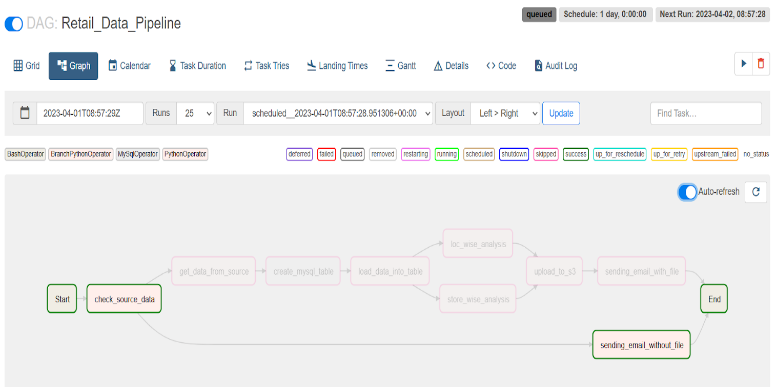 DAG: Retail_Data_Pipeline
queued Schedule: 1 day, 0:00:00 Next Run: 2023-04-02, 08:57:28
Grid Graph Calendar Task Duration Task Tries Landing Times Gantt Details Code Audit Log
2023-04-01T08:57:29Z Runs 25 Run scheduled__2023-04-01T08:57:28.951306+00:00 Layout Left > Right Update Find Task…
BashOperator BranchPythonOperator MySqlOperator PythonOperator deferred failed queued removed restarting running scheduled shutdown skipped success up_for_reschedule up_for_retry upstream_failed no_status
Auto-refresh
loc_wise_analysis
get_data_from_source create_mysql_table load_data_into_table upload_to_s3 sending_email_with_file
Start check_source_data store_wise_analysis End
sending_email_without_file